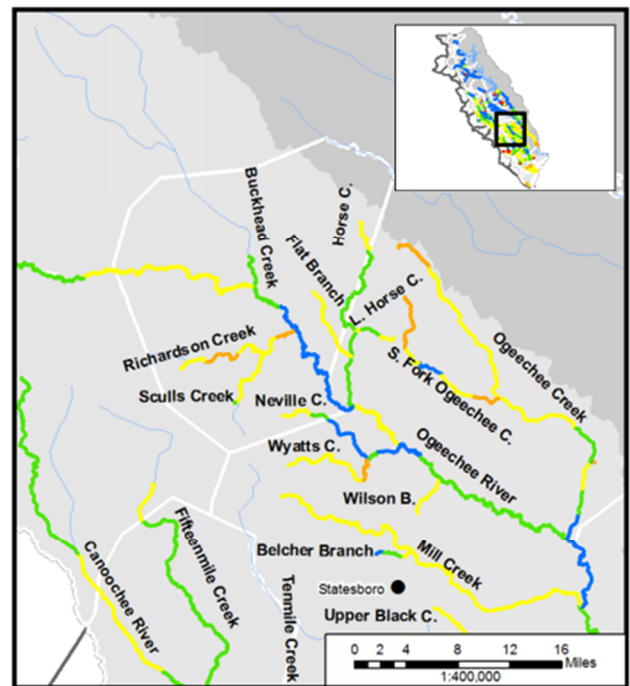 Buckhead Creek
Horse C.
Flat Branch
L. Horse C.
Richardson Creek
Ogeechee Creek
S. Fork Ogeechee C.
Sculls Creek
Neville C.
Wyatts C.
Ogeechee River
Wilson B.
Fifteenmile Creek
Canoochee River
Belcher Branch
Mill Creek
Tenmile Creek
Statesboro
Upper Black C.
0 2 4 8 12 16
Miles
1:400,000